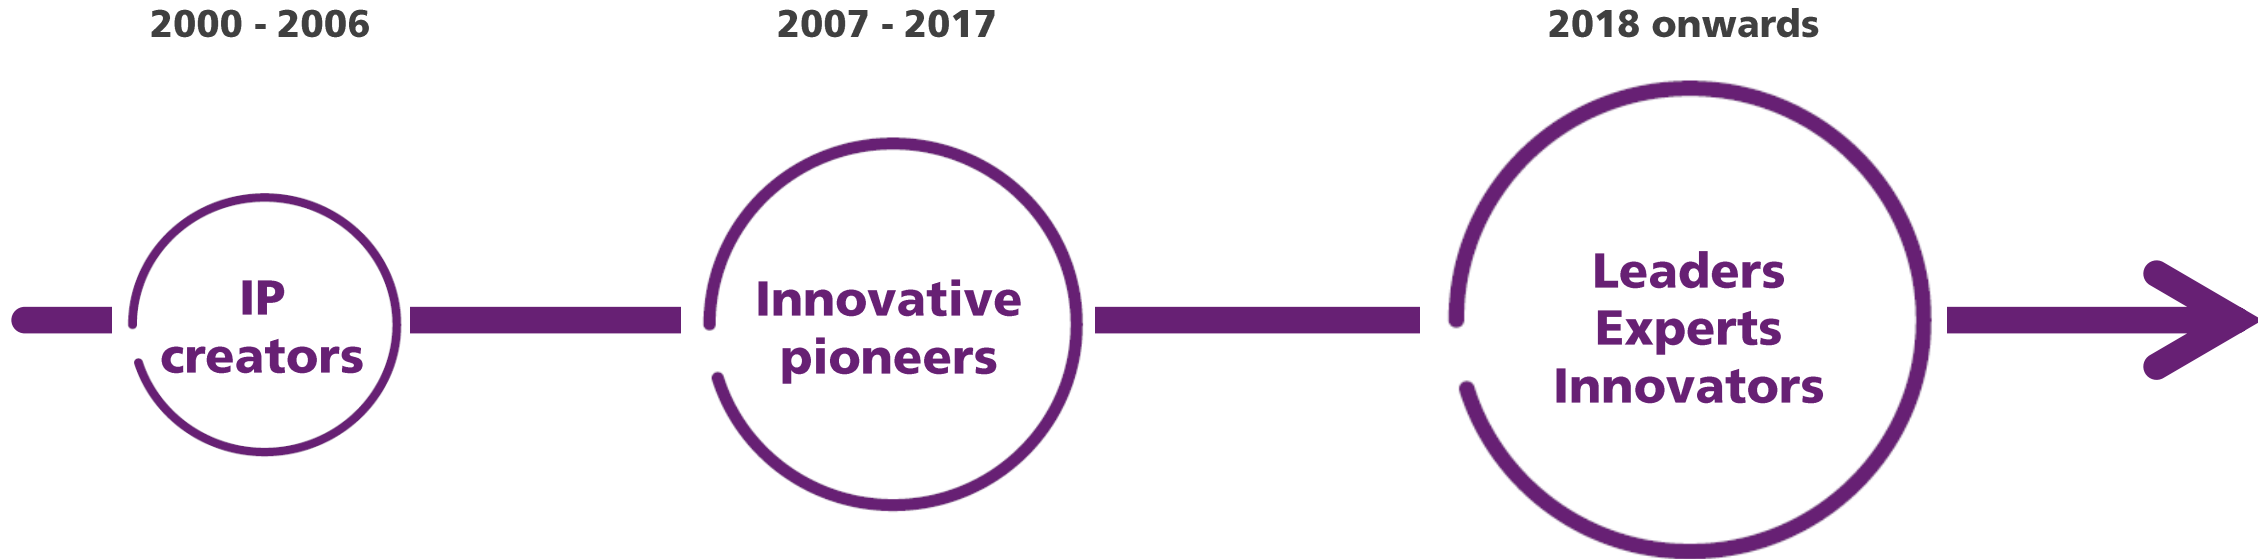 2000 - 2006
2007 - 2017
2018 onwards
IP
creators
Innovative
pioneers
Leaders
Experts
Innovators